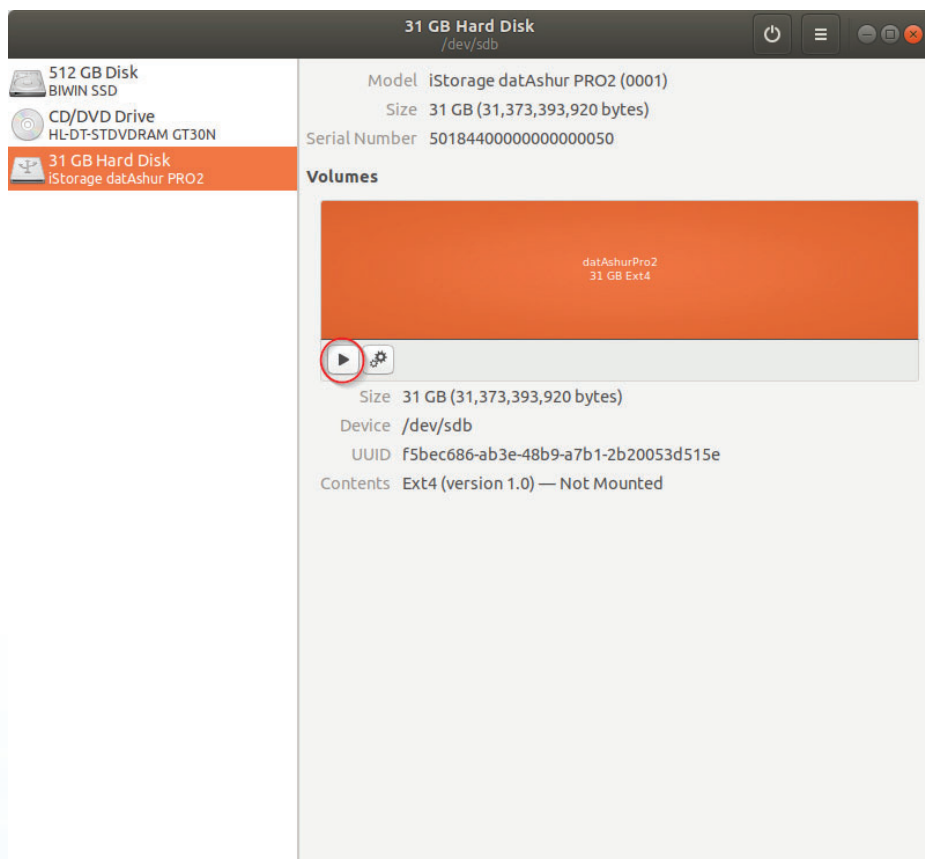 31 GB Hard Disk
/dev/sdb
512 GB Disk
BIWIN SSD
CD/DVD Drive
HL-DT-STDVDRAM GT30N
31 GB Hard Disk
iStorage datAshur PRO2
Model iStorage datAshur PRO2 (0001)
Size 31 GB (31,373,393,920 bytes)
Serial Number 50184400000000000050
Volumes
datAshurPro2
31 GB Ext4
Size 31 GB (31,373,393,920 bytes)
Device /dev/sdb
UUID f5bec686-ab3e-48b9-a7b1-2b20053d515e
Contents Ext4 (version 1.0) — Not Mounted